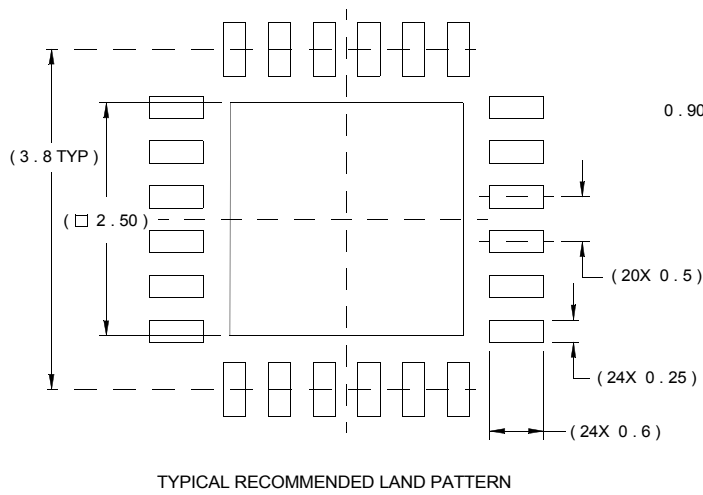 0.90
( 3 . 8 TYP )
( □ 2 . 50 )
( 20X 0 . 5 )
( 24X 0 . 25 )
( 24X 0 . 6 )
TYPICAL RECOMMENDED LAND PATTERN